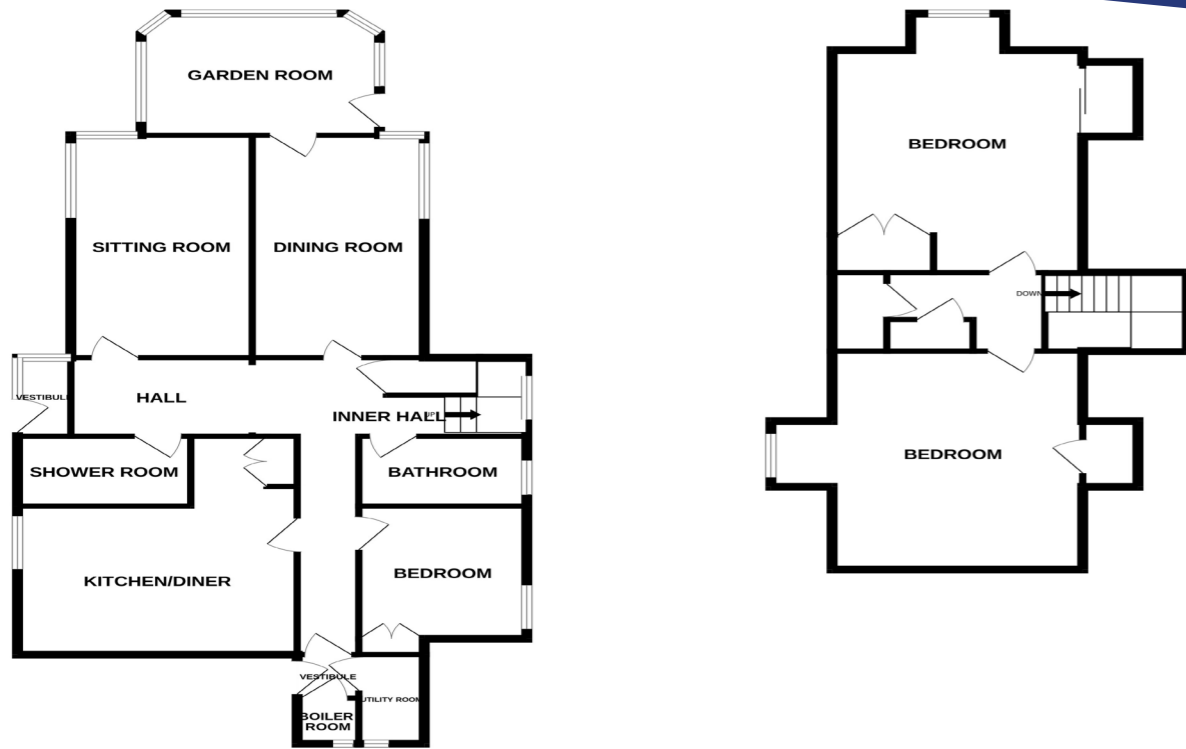 GARDEN ROOM
SITTING ROOM
DINING ROOM
VESTIBULE
HALL
INNER HALL
UP
SHOWER ROOM
BATHROOM
KITCHEN/DINER
BEDROOM
VESTIBULE
UTILITY ROOM
BOILER
ROOM
BEDROOM
DOWN
BEDROOM